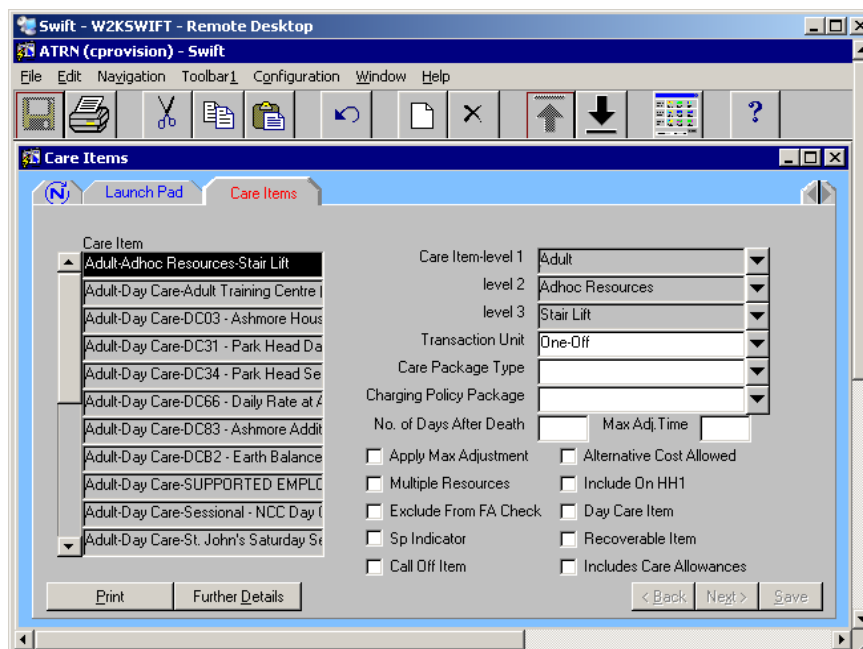 Swift - W2KSWIFT - Remote Desktop
ATRN (cprovision) - Swift
File Edit Navigation Toolbar1 Configuration Window Help
Care Items
N Launch Pad Care Items
Care Item
Adult-Adhoc Resources-Stair Lift
Adult-Day Care-Adult Training Centre
Adult-Day Care-DC03 - Ashmore Hous
Adult-Day Care-DC31 - Park Head Da
Adult-Day Care-DC34 - Park Head Se
Adult-Day Care-DC66 - Daily Rate at A
Adult-Day Care-DC83 - Ashmore Addit
Adult-Day Care-DCB2 - Earth Balance
Adult-Day Care-SUPPORTED EMPLO
Adult-Day Care-Sessional - NCC Day
Adult-Day Care-St. John's Saturday Se
Care Item-level 1 Adult
level 2 Adhoc Resources
level 3 Stair Lift
Transaction Unit One-Off
Care Package Type
Charging Policy Package
No. of Days After Death Max Adj.Time
Apply Max Adjustment Alternative Cost Allowed
Multiple Resources Include On HH1
Exclude From FA Check Day Care Item
Sp Indicator Recoverable Item
Call Off Item Includes Care Allowances
Print Further Details < Back Next > Save